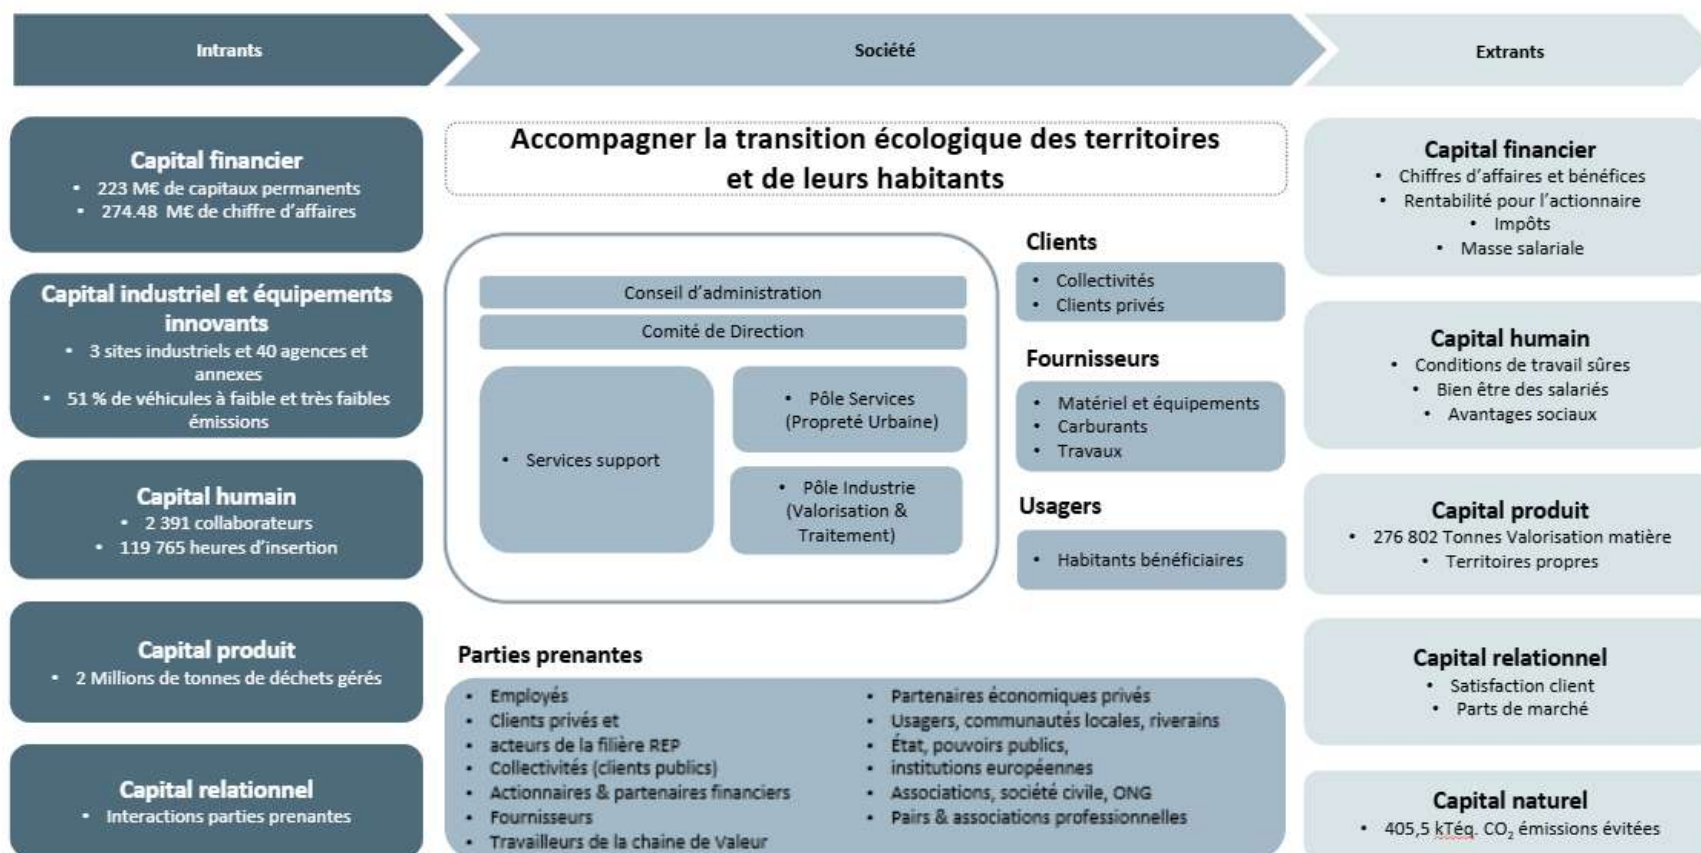 Intrants
Société
Extrants
Capital financier
• 223 M€ de capitaux permanents
• 274.48 M€ de chiffre d'affaires
Capital industriel et équipements
innovants
• 3 sites industriels et 40 agences et
annexes
• 51 % de véhicules à faible et très faibles
émissions
Capital humain
• 2 391 collaborateurs
• 119 765 heures d'insertion
Capital produit
• 2 Millions de tonnes de déchets gérés
Capital relationnel
• Interactions parties prenantes
Accompagner la transition écologique des territoires
et de leurs habitants
Conseil d'administration
Comité de Direction
• Services support
• Pôle Services
(Propreté Urbaine)
• Pôle Industrie
(Valorisation &
Traitement)
Clients
• Collectivités
• Clients privés
Fournisseurs
• Matériel et équipements
• Carburants
• Travaux
Usagers
• Habitants bénéficiaires
Parties prenantes
• Employés
• Clients privés et
• acteurs de la filière REP
• Collectivités (clients publics)
• Actionnaires & partenaires financiers
• Fournisseurs
• Travailleurs de la chaine de Valeur
• Partenaires économiques privés
• Usagers, communautés locales, riverains
• État, pouvoirs publics,
• institutions européennes
• Associations, société civile, ONG
• Pairs & associations professionnelles
Capital financier
• Chiffres d'affaires et bénéfices
• Rentabilité pour l'actionnaire
• Impôts
• Masse salariale
Capital humain
• Conditions de travail sûres
• Bien être des salariés
• Avantages sociaux
Capital produit
• 276 802 Tonnes Valorisation matière
• Territoires propres
Capital relationnel
• Satisfaction client
• Parts de marché
Capital naturel
• 405,5 kTéq. CO₂ émissions évitées